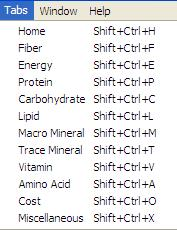 Tabs Window Help
Home Shift+Ctrl+H
Fiber Shift+Ctrl+F
Energy Shift+Ctrl+E
Protein Shift+Ctrl+P
Carbohydrate Shift+Ctrl+C
Lipid Shift+Ctrl+L
Macro Mineral Shift+Ctrl+M
Trace Mineral Shift+Ctrl+T
Vitamin Shift+Ctrl+V
Amino Acid Shift+Ctrl+A
Cost Shift+Ctrl+O
Miscellaneous Shift+Ctrl+X